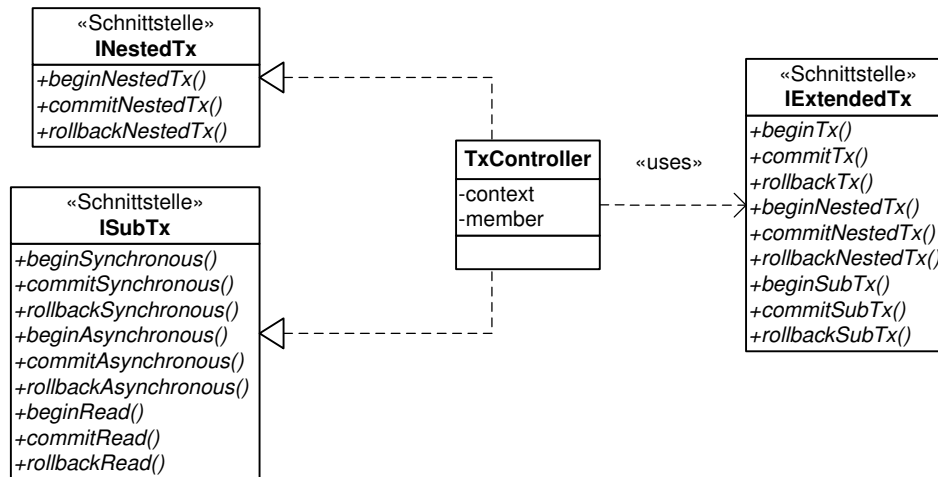 «Schnittstelle»
INestedTx
+beginNestedTx()
+commitNestedTx()
+rollbackNestedTx()
«Schnittstelle»
ISubTx
+beginSynchronous()
+commitSynchronous()
+rollbackSynchronous()
+beginAsynchronous()
+commitAsynchronous()
+rollbackAsynchronous()
+beginRead()
+commitRead()
+rollbackRead()
TxController
-context
-member
«uses»
«Schnittstelle»
IExtendedTx
+beginTx()
+commitTx()
+rollbackTx()
+beginNestedTx()
+commitNestedTx()
+rollbackNestedTx()
+beginSubTx()
+commitSubTx()
+rollbackSubTx()